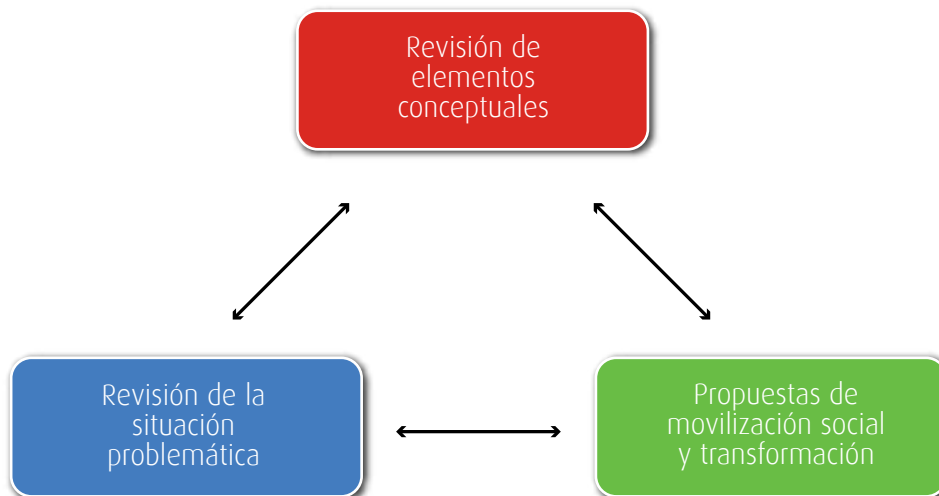 Revisión de
elementos
conceptuales
Revisión de la
situación
problemática
Propuestas de
movilización social
y transformación